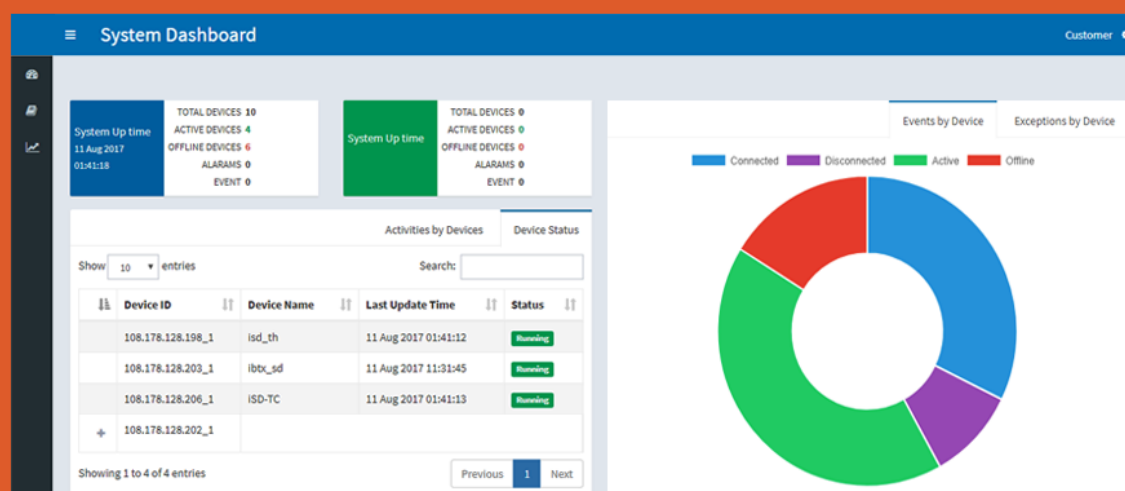 System Dashboard
Customer
System Up time
11 Aug 2017
01:41:18
TOTAL DEVICES 10
ACTIVE DEVICES 4
OFFLINE DEVICES 6
ALARAMS 0
EVENT 0
System Up time
TOTAL DEVICES 0
ACTIVE DEVICES 0
OFFLINE DEVICES 0
ALARAMS 0
EVENT 0
Activities by Devices Device Status
Show 10 entries Search:
Device ID Device Name Last Update Time Status
108.178.128.198_1 isd_th 11 Aug 2017 01:41:12 Running
108.178.128.203_1 ibtx_sd 11 Aug 2017 11:31:45 Running
108.178.128.206_1 iSD-TC 11 Aug 2017 01:41:13 Running
108.178.128.202_1
Showing 1 to 4 of 4 entries Previous 1 Next
Events by Device Exceptions by Device
Connected Disconnected Active Offline